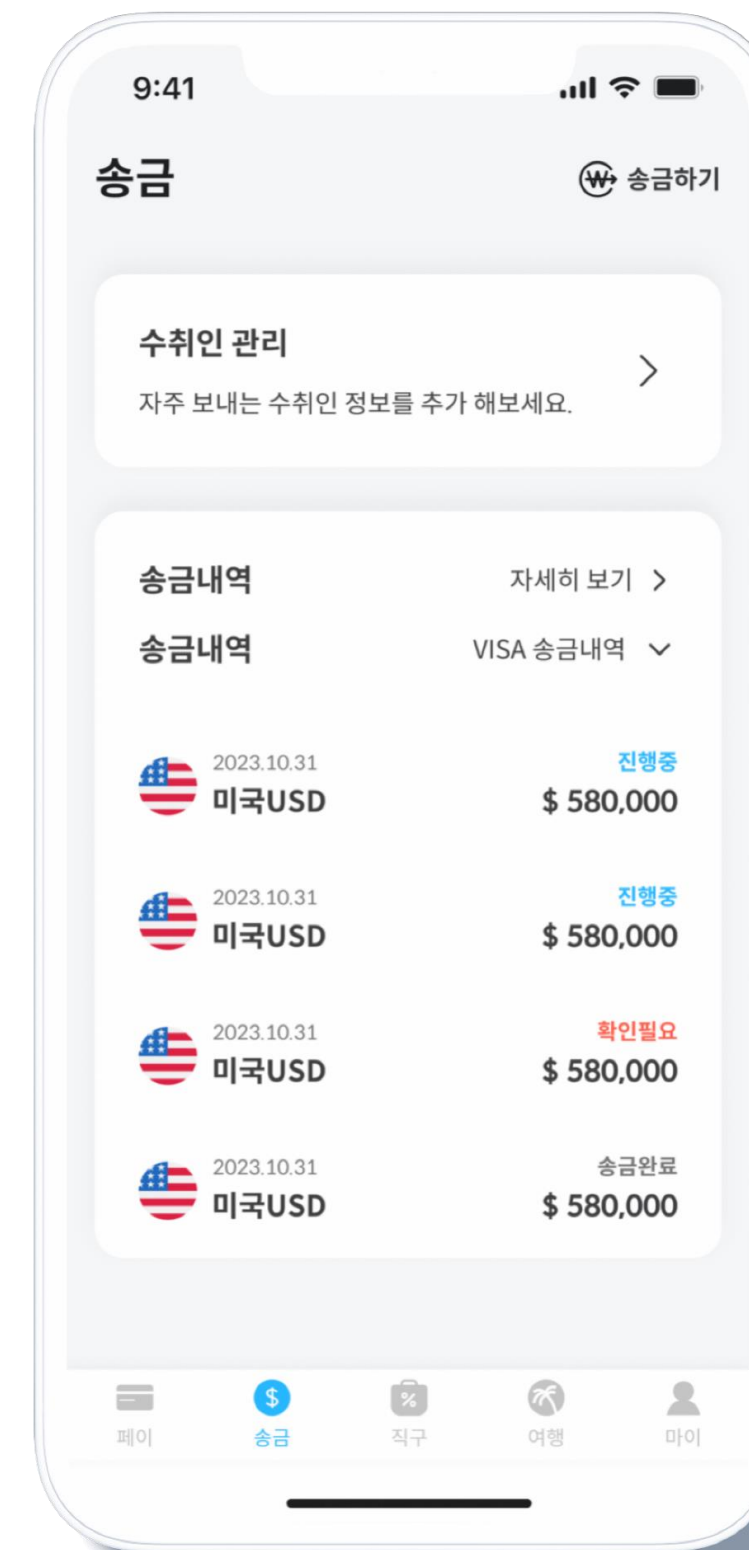 9:41
송금
송금하기
수취인 관리
자주 보내는 수취인 정보를 추가 해보세요.
송금내역 자세히 보기
송금내역 VISA 송금내역
2023.10.31 진행중
미국USD $ 580,000
2023.10.31 진행중
미국USD $ 580,000
2023.10.31 확인필요
미국USD $ 580,000
2023.10.31 송금완료
미국USD $ 580,000
페이 송금 직구 여행 마이